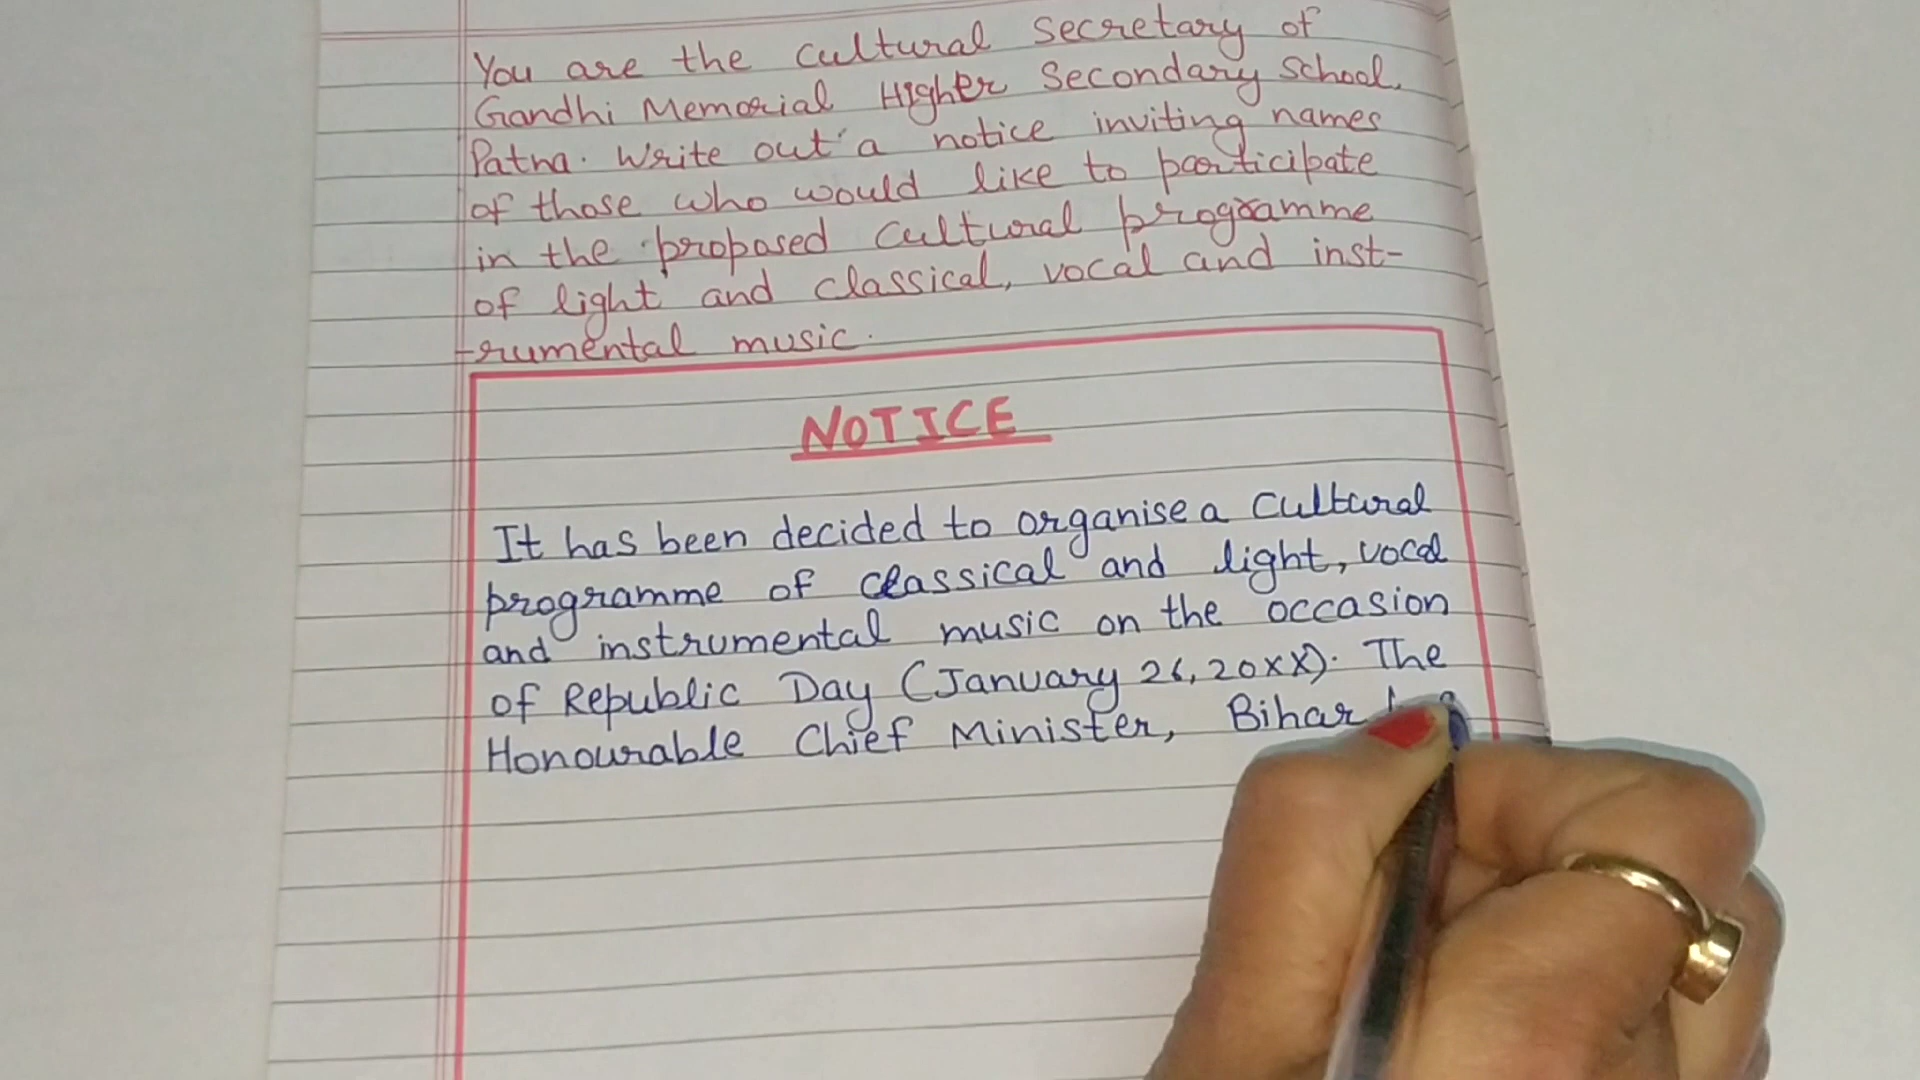 You are the cultural secretary of
Gandhi Memorial Higher Secondary School,
Patna. Write out a notice inviting names
of those who would like to participate
in the proposed cultural programme
of light and classical, vocal and inst-
-rumental music.
NOTICE
It has been decided to organise a cultural
programme of classical and light, vocal
and instrumental music on the occasion
of Republic Day (January 26, 20XX). The
Honourable Chief Minister, Bihar